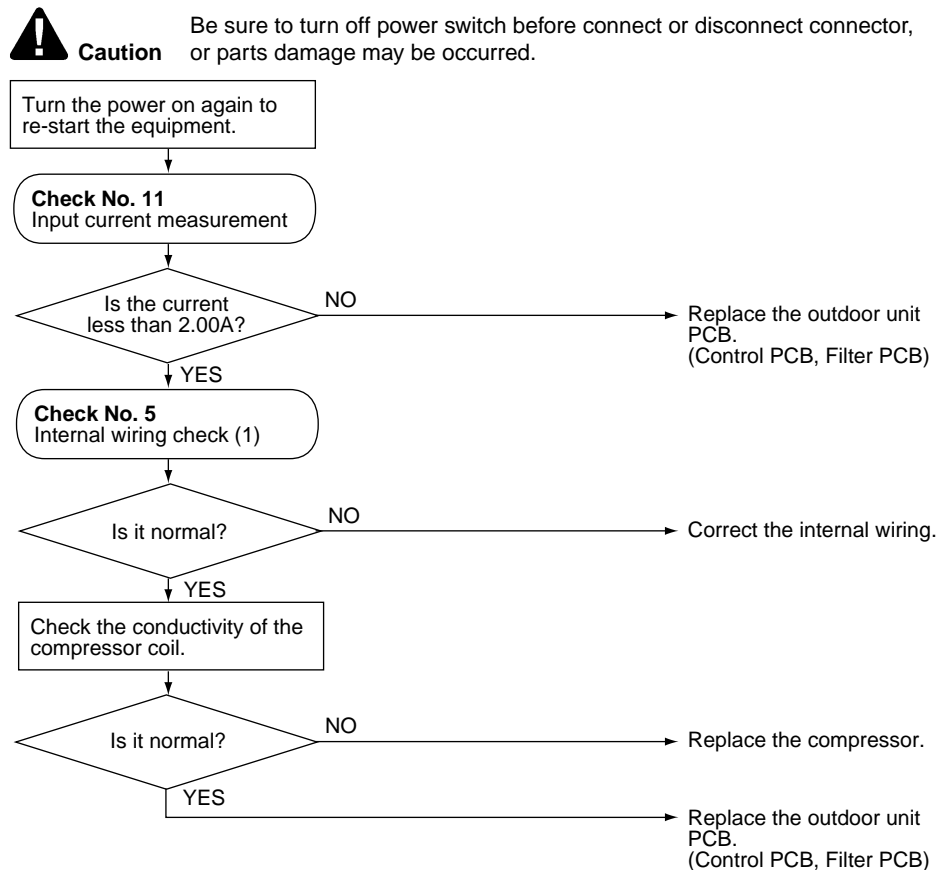 Be sure to turn off power switch before connect or disconnect connector,
Caution or parts damage may be occurred.
Turn the power on again to
re-start the equipment.
Check No. 11
Input current measurement
Is the current
less than 2.00A?
NO
Replace the outdoor unit
PCB.
(Control PCB, Filter PCB)
YES
Check No. 5
Internal wiring check (1)
Is it normal?
NO
Correct the internal wiring.
YES
Check the conductivity of the
compressor coil.
Is it normal?
NO
Replace the compressor.
YES
Replace the outdoor unit
PCB.
(Control PCB, Filter PCB)